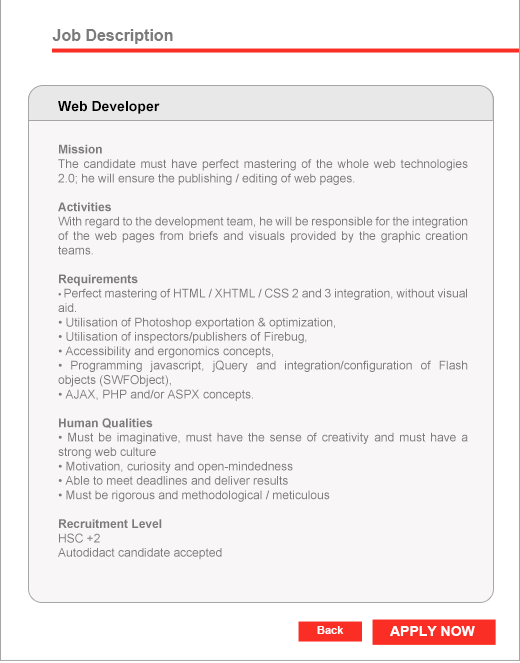 Job Description
Web Developer
Mission
The candidate must have perfect mastering of the whole web technologies
2.0; he will ensure the publishing / editing of web pages.
Activities
With regard to the development team, he will be responsible for the integration
of the web pages from briefs and visuals provided by the graphic creation
teams.
Requirements
• Perfect mastering of HTML / XHTML / CSS 2 and 3 integration, without visual
aid.
• Utilisation of Photoshop exportation & optimization,
• Utilisation of inspectors/publishers of Firebug,
• Accessibility and ergonomics concepts,
• Programming javascript, jQuery and integration/configuration of Flash
objects (SWFObject),
• AJAX, PHP and/or ASPX concepts.
Human Qualities
• Must be imaginative, must have the sense of creativity and must have a
strong web culture
• Motivation, curiosity and open-mindedness
• Able to meet deadlines and deliver results
• Must be rigorous and methodological / meticulous
Recruitment Level
HSC +2
Autodidact candidate accepted
Back
APPLY NOW